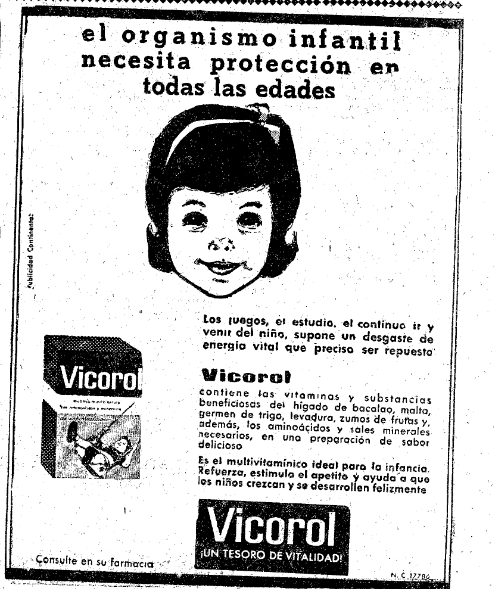 el organismo infantil
necesita protección en
todas las edades
Publicidad Continental
Los juegos, el estudio, el continuo ir y
venir del niño, supone un desgaste de
energía vital que preciso ser repuesta
Vicorol
Vicorol
contiene las vitaminas y substancias
beneficiosas del hígado de bacalao, malta,
germen de trigo, levadura, zumos de frutas y,
además, los aminoácidos y sales minerales
necesarios, en una preparación de sabor
delicioso
Es el multivitamínico ideal para la infancia.
Refuerza, estimula el apetito y ayuda a que
los niños crezcan y se desarrollen felizmente
Vicorol
¡UN TESORO DE VITALIDAD!
Consulte en su Farmacia
N. C.